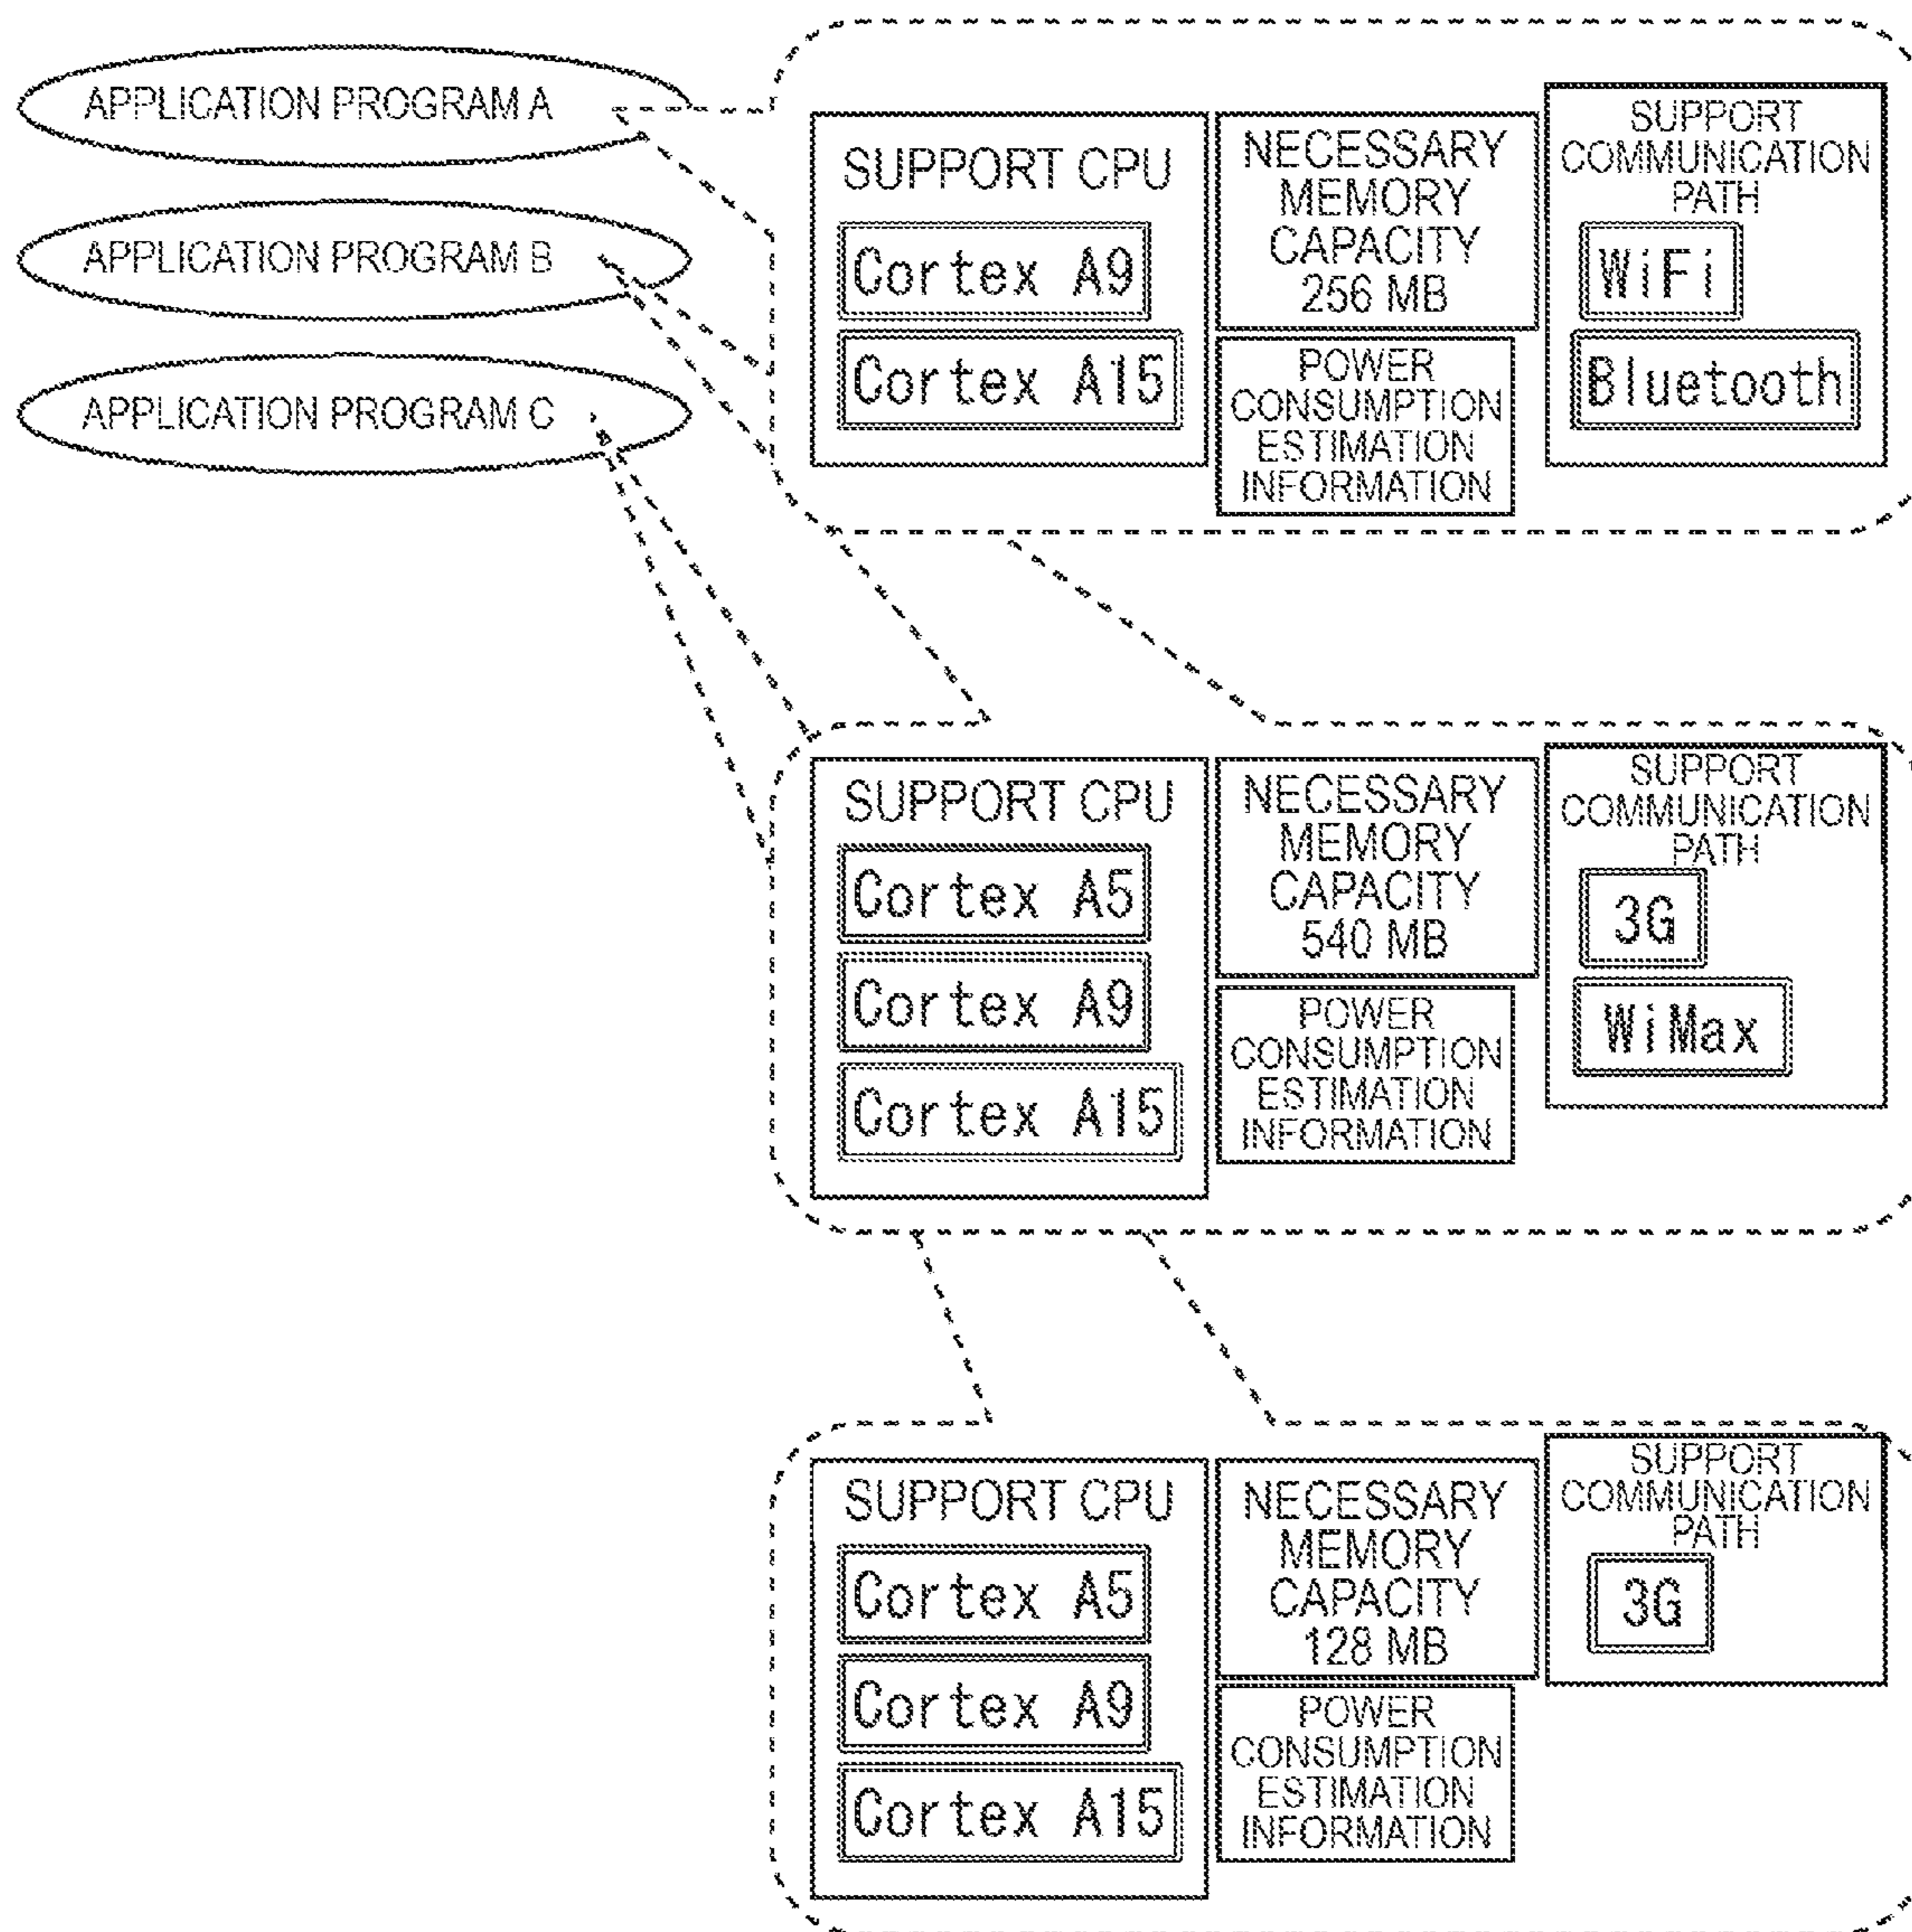 APPLICATION PROGRAM A
APPLICATION PROGRAM B
APPLICATION PROGRAM C
SUPPORT CPU
Cortex A9
Cortex A15
NECESSARY
MEMORY
CAPACITY
256 MB
POWER
CONSUMPTION
ESTIMATION
INFORMATION
SUPPORT
COMMUNICATION
PATH
WiFi
Bluetooth
SUPPORT CPU
Cortex A5
Cortex A9
Cortex A15
NECESSARY
MEMORY
CAPACITY
540 MB
POWER
CONSUMPTION
ESTIMATION
INFORMATION
SUPPORT
COMMUNICATION
PATH
3G
WiMax
SUPPORT CPU
Cortex A5
Cortex A9
Cortex A15
NECESSARY
MEMORY
CAPACITY
128 MB
POWER
CONSUMPTION
ESTIMATION
INFORMATION
SUPPORT
COMMUNICATION
PATH
3G